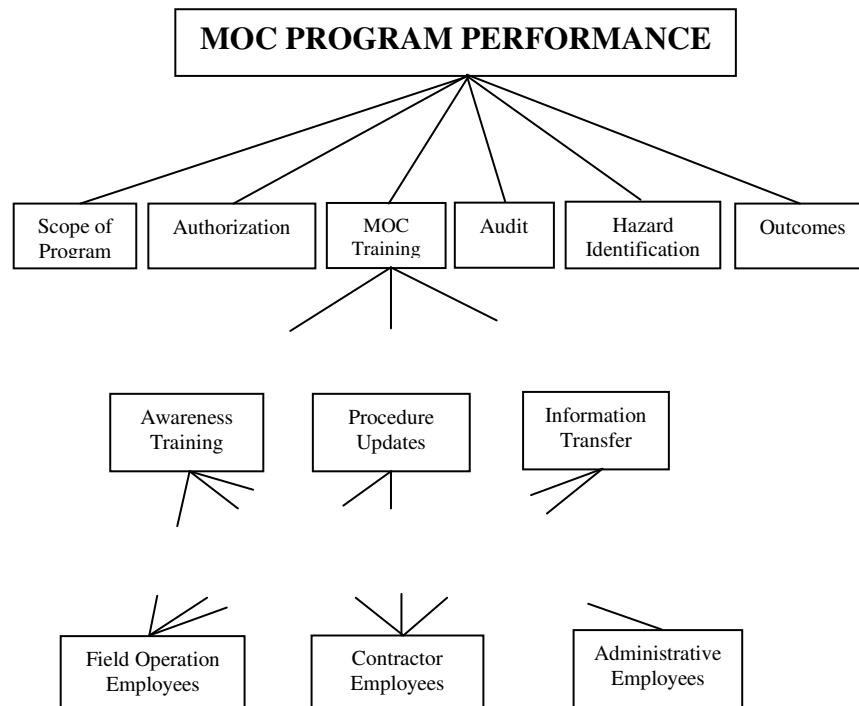 MOC PROGRAM PERFORMANCE
Scope of
Program
Authorization
MOC
Training
Audit
Hazard
Identification
Outcomes
Awareness
Training
Procedure
Updates
Information
Transfer
Field Operation
Employees
Contractor
Employees
Administrative
Employees